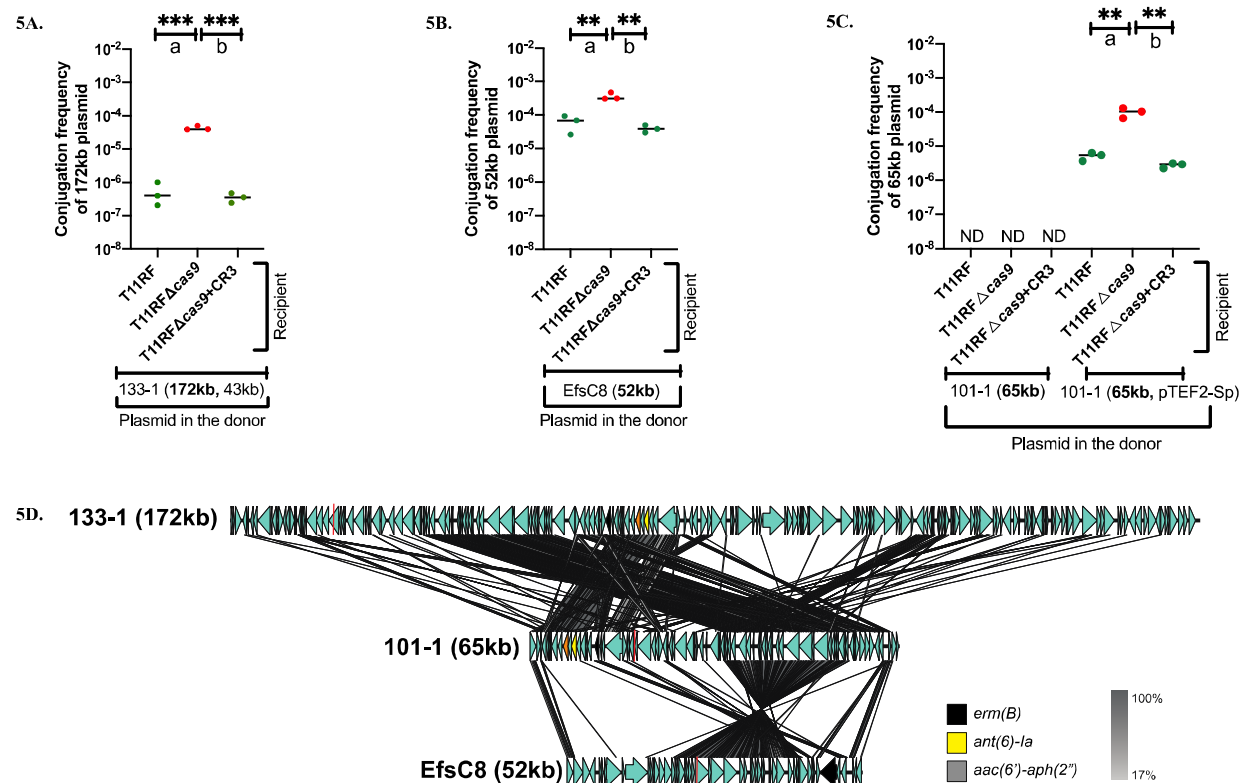 5A.
*** ***
a b
Conjugation frequency
of 172kb plasmid
10-2
10-3
10-4
10-5
10-6
10-7
10-8
T11RF
T11RFΔcas9
T11RFΔcas9+CR3
Recipient
133-1 (172kb, 43kb)
Plasmid in the donor
5B.
** **
a b
Conjugation frequency
of 52kb plasmid
10-2
10-3
10-4
10-5
10-6
10-7
10-8
T11RF
T11RFΔcas9
T11RFΔcas9+CR3
Recipient
EfsC8 (52kb)
Plasmid in the donor
5C.
** **
a b
Conjugation frequency
of 65kb plasmid
10-2
10-3
10-4
10-5
10-6
10-7
10-8
ND ND ND
T11RF
T11RF△cas9
T11RF△cas9+CR3
T11RF
T11RF△cas9
T11RF△cas9+CR3
Recipient
101-1 (65kb)
101-1 (65kb, pTEF2-Sp)
Plasmid in the donor
5D.
133-1 (172kb)
101-1 (65kb)
EfsC8 (52kb)
erm(B)
ant(6)-Ia
aac(6')-aph(2")
100%
17%